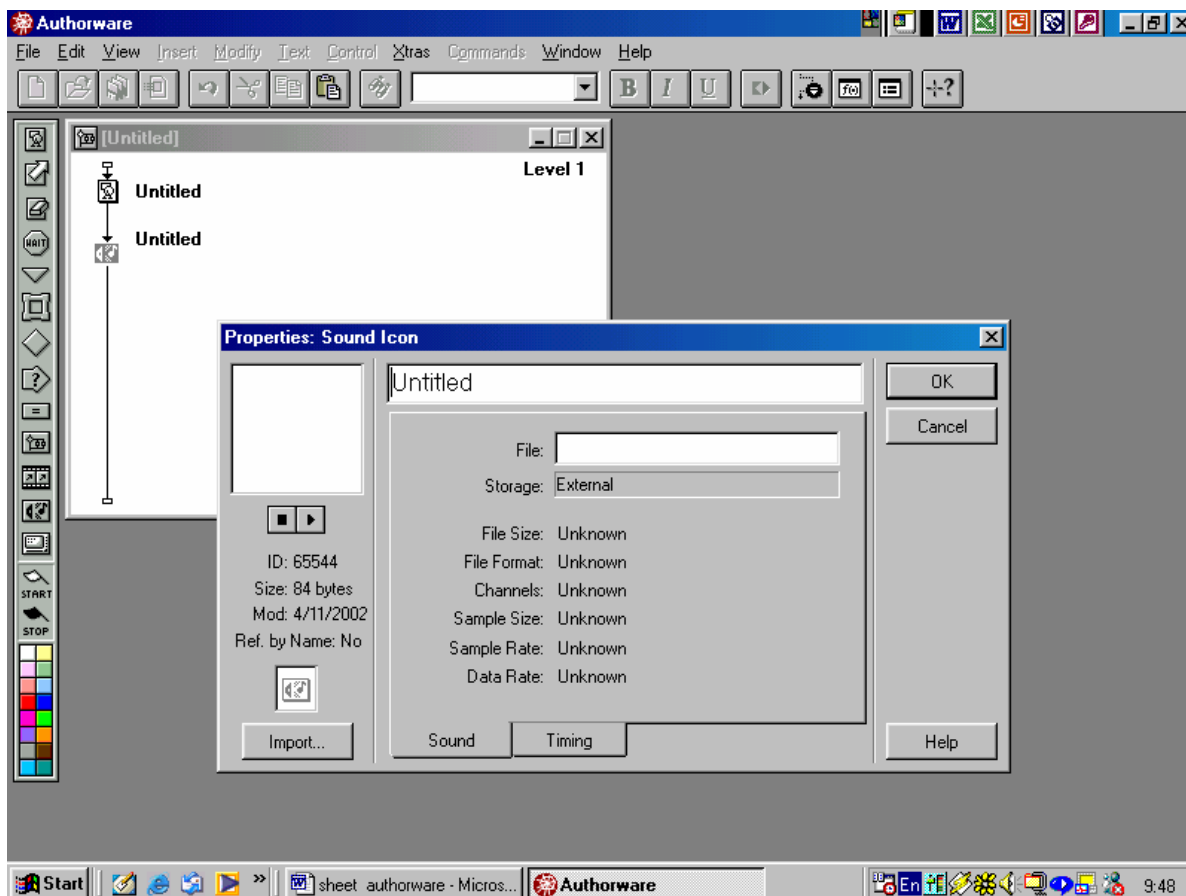 Authorware
File Edit View Insert Modify Text Control Xtras Commands Window Help
B I U
[Untitled]
Level 1
Untitled
Untitled
WAIT
START
STOP
Properties: Sound Icon
Untitled
File:
Storage: External
File Size: Unknown
File Format: Unknown
Channels: Unknown
Sample Size: Unknown
Sample Rate: Unknown
Data Rate: Unknown
ID: 65544
Size: 84 bytes
Mod: 4/11/2002
Ref. by Name: No
Import...
Sound Timing
OK
Cancel
Help
Start » sheet authorware - Micros... Authorware En 9:48